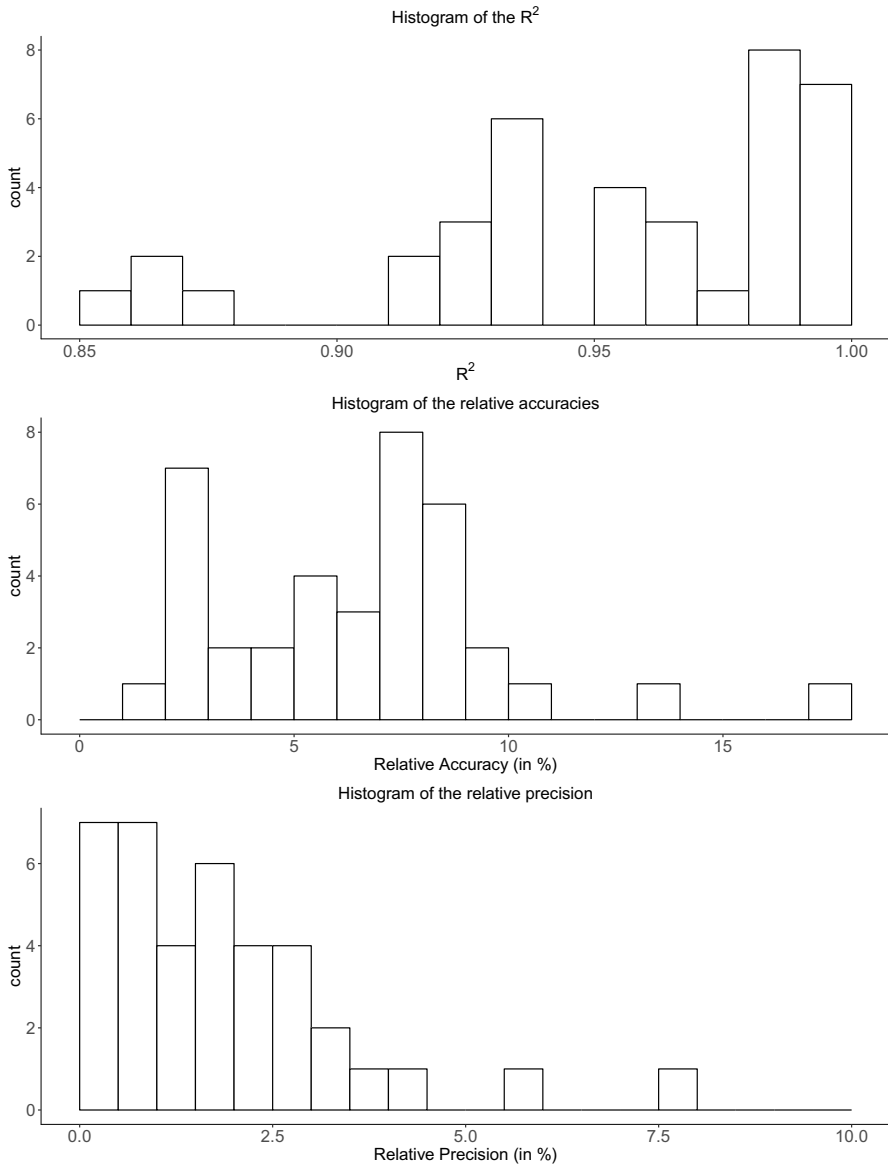 Histogram of the R²
count
8
6
4
2
0
0.85 0.90 0.95 1.00
R²
Histogram of the relative accuracies
count
8
6
4
2
0
0 5 10 15
Relative Accuracy (in %)
Histogram of the relative precision
count
6
4
2
0
0.0 2.5 5.0 7.5 10.0
Relative Precision (in %)